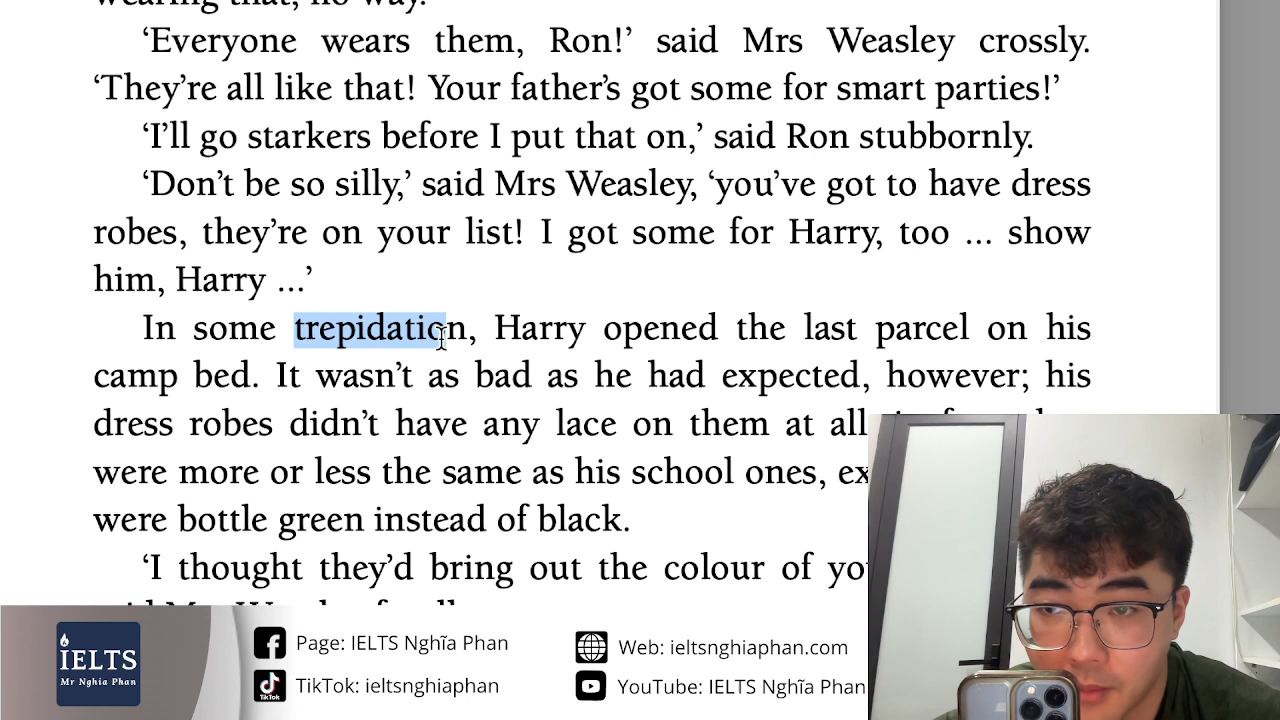 wearing that, no way.'
‘Everyone wears them, Ron!’ said Mrs Weasley crossly.
‘They’re all like that! Your father’s got some for smart parties!’
‘I’ll go starkers before I put that on,’ said Ron stubbornly.
‘Don’t be so silly,’ said Mrs Weasley, ‘you’ve got to have dress
robes, they’re on your list! I got some for Harry, too … show
him, Harry …’
In some trepidation, Harry opened the last parcel on his
camp bed. It wasn’t as bad as he had expected, however; his
dress robes didn’t have any lace on them at all
were more or less the same as his school ones,
were bottle green instead of black.
‘I thought they’d bring out the colour of
IELTS
Mr Nghia Phan
Page: IELTS Nghĩa Phan
TikTok
TikTok: ieltsnghiaphan
Web: ieltsnghiaphan.com
YouTube: IELTS Nghĩa Phan